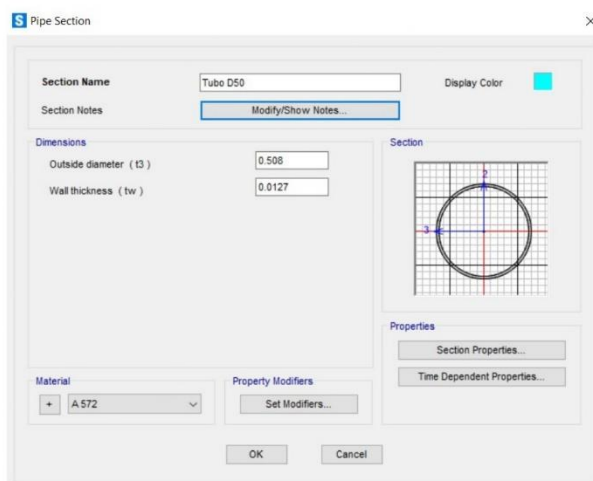 S Pipe Section
Section Name Tubo D50 Display Color
Section Notes Modify/Show Notes...
Dimensions
Outside diameter ( t3 ) 0.508
Wall thickness ( tw ) 0.0127
Section
2
3
Properties
Section Properties...
Time Dependent Properties...
Material
+ A 572
Property Modifiers
Set Modifiers...
OK Cancel